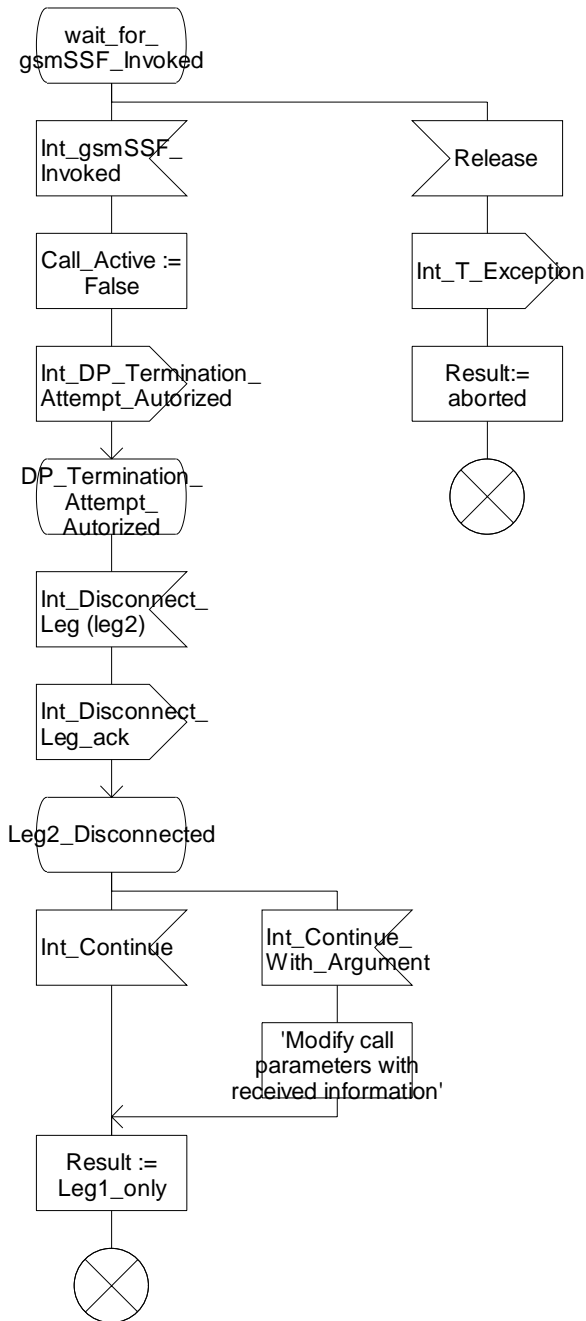 wait_for_
gsmSSF_Invoked
Int_gsmSSF_
Invoked
Release
Call_Active :=
False
Int_T_Exception
Int_DP_Termination_
Attempt_Autorized
Result:=
aborted
DP_Termination_
Attempt_
Autorized
Int_Disconnect_
Leg (leg2)
Int_Disconnect_
Leg_ack
Leg2_Disconnected
Int_Continue
Int_Continue_
With_Argument
'Modify call
parameters with
received information'
Result :=
Leg1_only